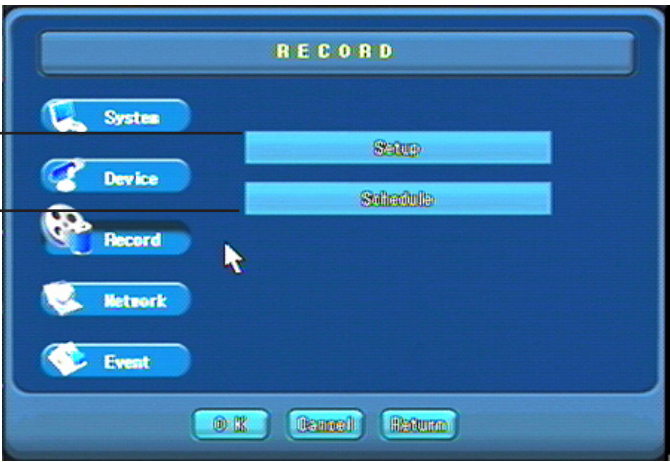 RECORD
System
Setup
Device
Schedule
Record
Network
Event
OK
Cancel
Return